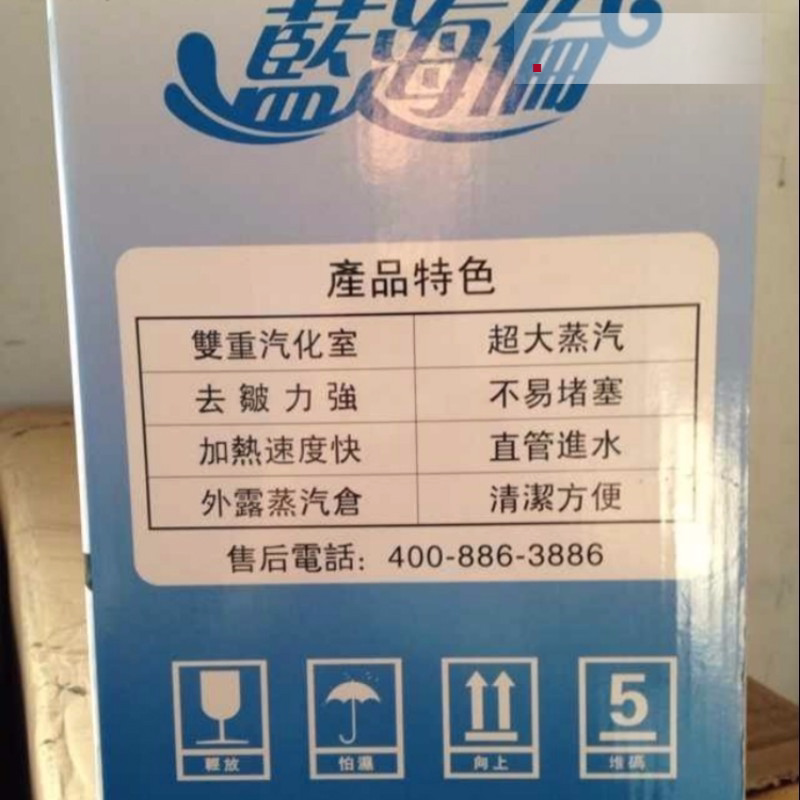 藍海倫
產品特色
雙重汽化室 超大蒸汽
去皺力強 不易堵塞
加熱速度快 直管進水
外露蒸汽倉 清潔方便
售后電話：400-886-3886
5
輕放 怕濕 向上 堆碼